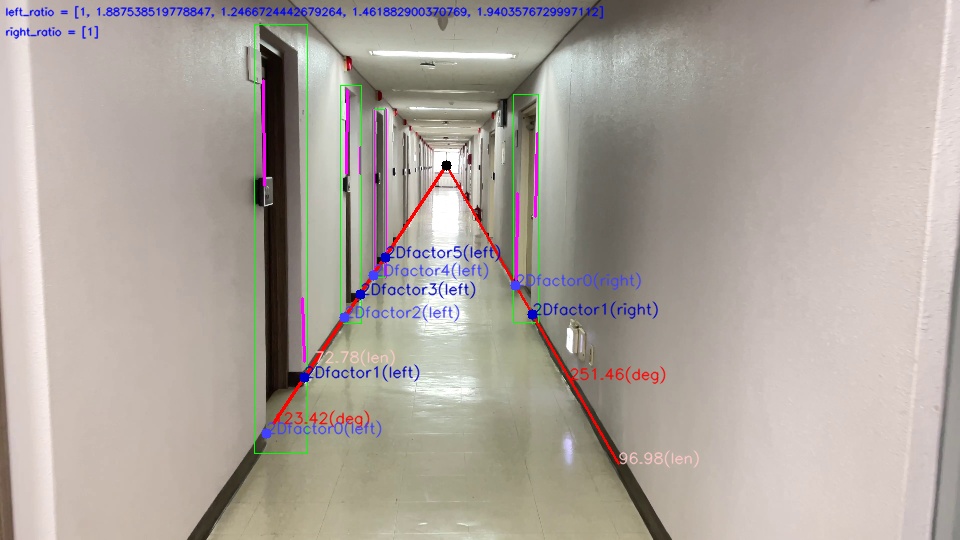 left_ratio = [1, 1.887538519778847, 1.2466724442679264, 1.461882900370769, 1.9403576729997112]
right_ratio = [1]
2Dfactor5(left)
2Dfactor4(left)
2Dfactor0(right)
2Dfactor3(left)
2Dfactor2(left)
2Dfactor1(right)
72.78(len)
2Dfactor1(left)
251.46(deg)
123.42(deg)
2Dfactor0(left)
96.98(len)